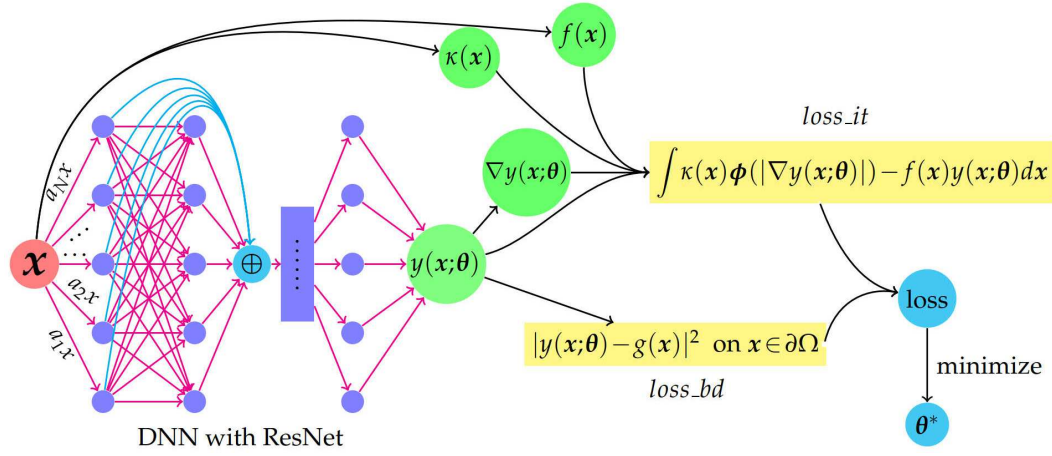 f(x)
κ(x)
loss_it
∇y(x;θ)
∫ κ(x)ϕ(|∇y(x;θ)|)−f(x)y(x;θ)dx
a_N x
...
...
x
a_2 x
a_1 x
⊕
......
y(x;θ)
loss
|y(x;θ)−g(x)|² on x∈∂Ω
loss_bd
minimize
θ*
DNN with ResNet